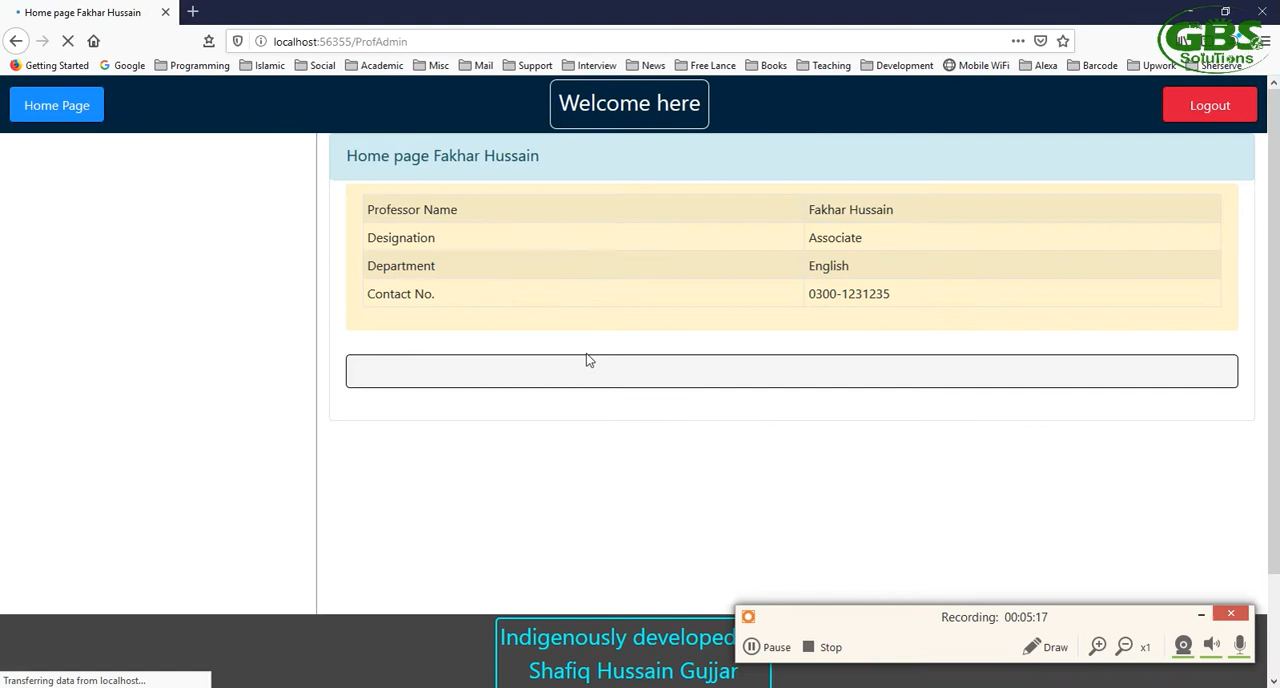 Home page Fakhar Hussain
localhost:56355/ProfAdmin
GBS
Solutions
Getting Started
Google
Programming
Islamic
Social
Academic
Misc
Mail
Support
Interview
News
Free Lance
Books
Teaching
Development
Mobile WiFi
Alexa
Barcode
Upwork
Sherserve
Home Page
Welcome here
Logout
Home page Fakhar Hussain
Professor Name Fakhar Hussain
Designation Associate
Department English
Contact No. 0300-1231235
Recording: 00:05:17
Pause
Stop
Draw
x1
Indigenously developed
Shafiq Hussain Gujjar
Transferring data from localhost...